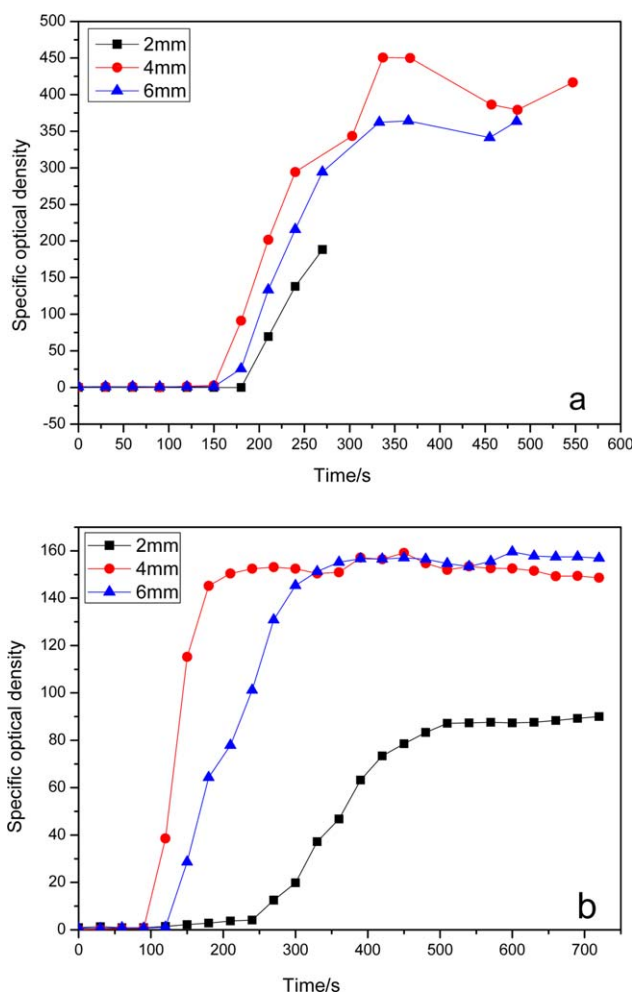 500
450
400
350
300
250
200
150
100
50
0
-50
2mm
4mm
6mm
Specific optical density
a
0 50 100 150 200 250 300 350 400 450 500 550 600
Time/s
160
140
120
100
80
60
40
20
0
2mm
4mm
6mm
Specific optical density
b
0 100 200 300 400 500 600 700
Time/s